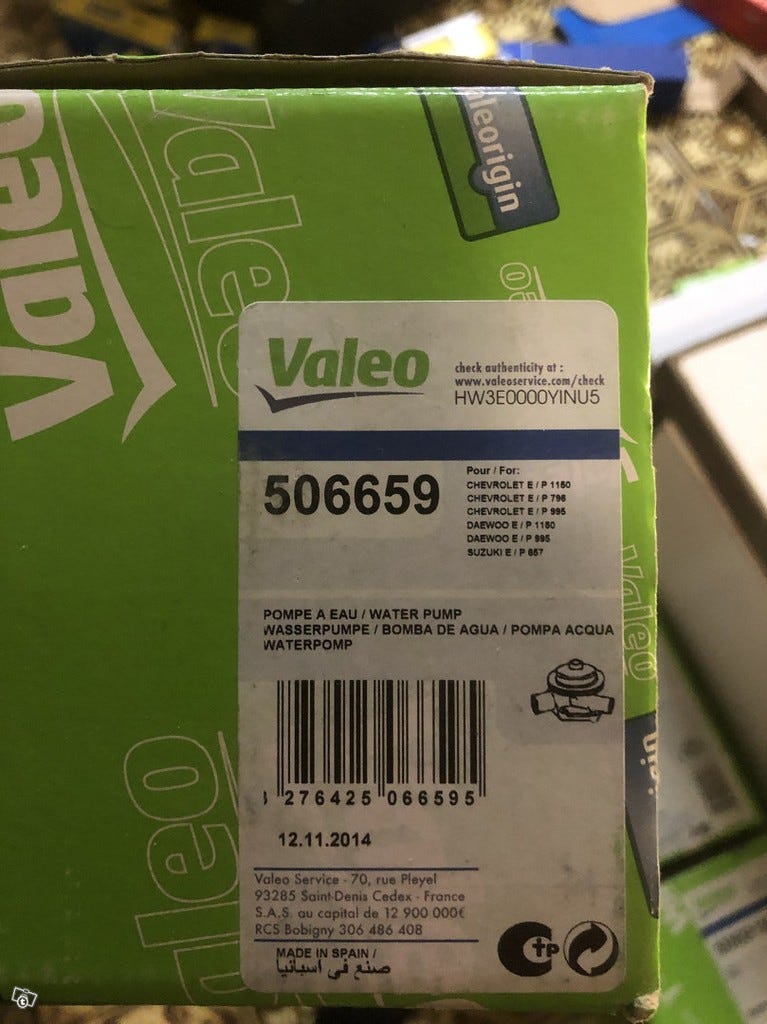 Valeo
Valeo
valeorigin
Valeo
check authenticity at :
www.valeoservice.com/check
HW3E0000YINU5
506659
Pour / For:
CHEVROLET E / P 1150
CHEVROLET E / P 796
CHEVROLET E / P 995
DAEWOO E / P 1150
DAEWOO E / P 995
SUZUKI E / P 657
POMPE A EAU / WATER PUMP
WASSERPUMPE / BOMBA DE AGUA / POMPA ACQUA
WATERPOMP
Valeo
276425 066595
12.11.2014
Valeo Service - 70, rue Pleyel
93285 Saint-Denis Cedex - France
S.A.S. au capital de 12 900 000€
RCS Bobigny 306 486 408
MADE IN SPAIN /
صنع في اسبانيا